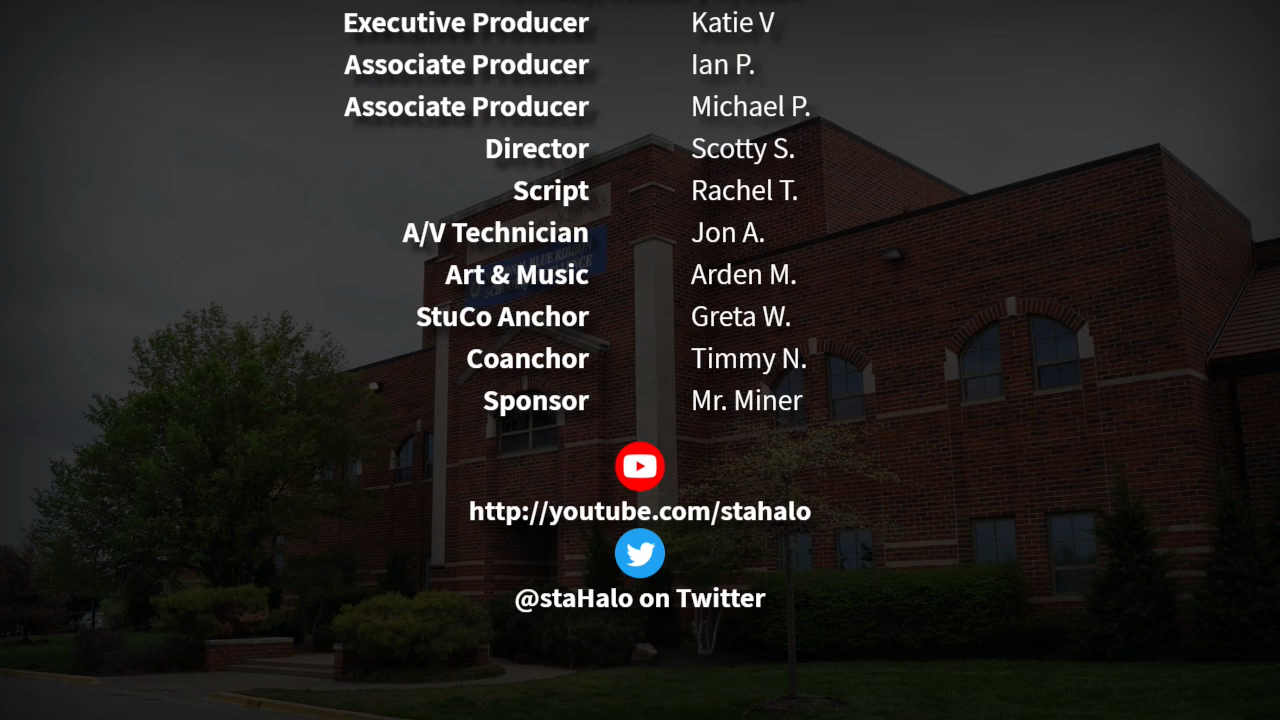 Executive Producer Katie V
Associate Producer Ian P.
Associate Producer Michael P.
Director Scotty S.
Script Rachel T.
A/V Technician Jon A.
Art & Music Arden M.
StuCo Anchor Greta W.
Coanchor Timmy N.
Sponsor Mr. Miner
http://youtube.com/stahalo
@staHalo on Twitter